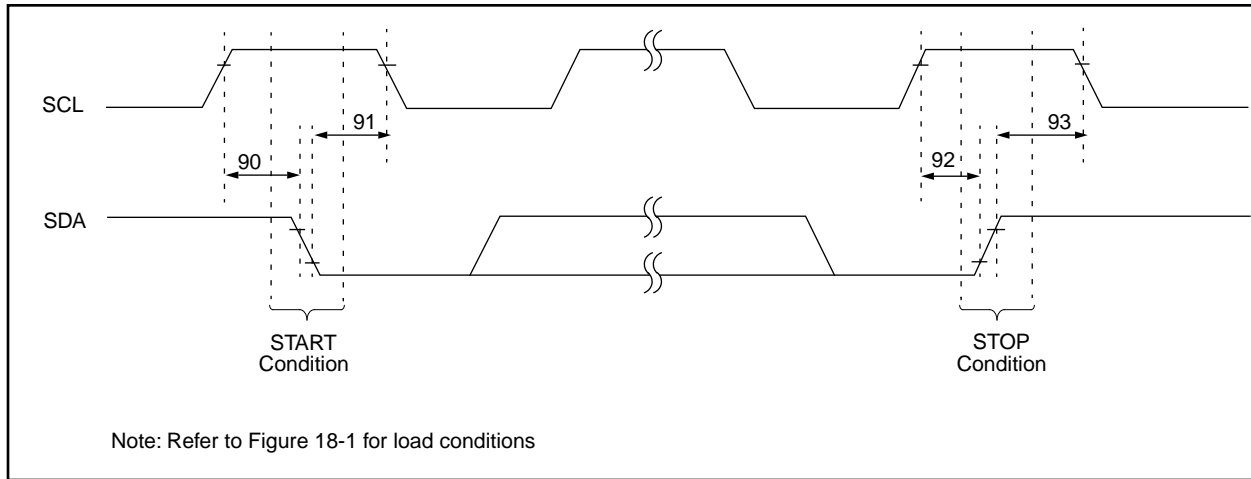 SCL
91
93
90
92
SDA
START
Condition
STOP
Condition
Note: Refer to Figure 18-1 for load conditions